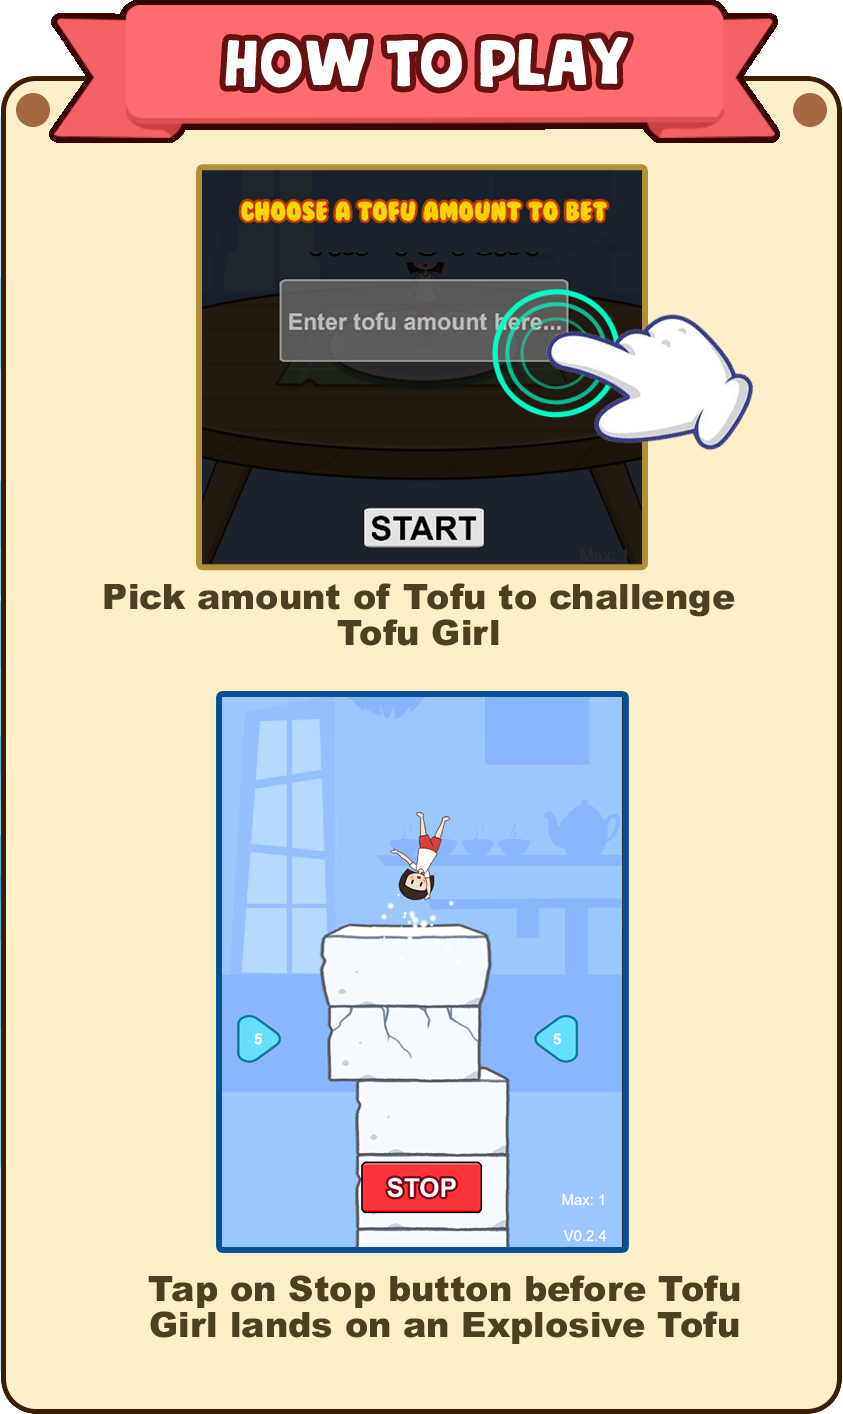 HOW TO PLAY
CHOOSE A TOFU AMOUNT TO BET
Enter tofu amount here...
START
Max: 1
Pick amount of Tofu to challenge
Tofu Girl
5
5
STOP
Max: 1
V0.2.4
Tap on Stop button before Tofu
Girl lands on an Explosive Tofu